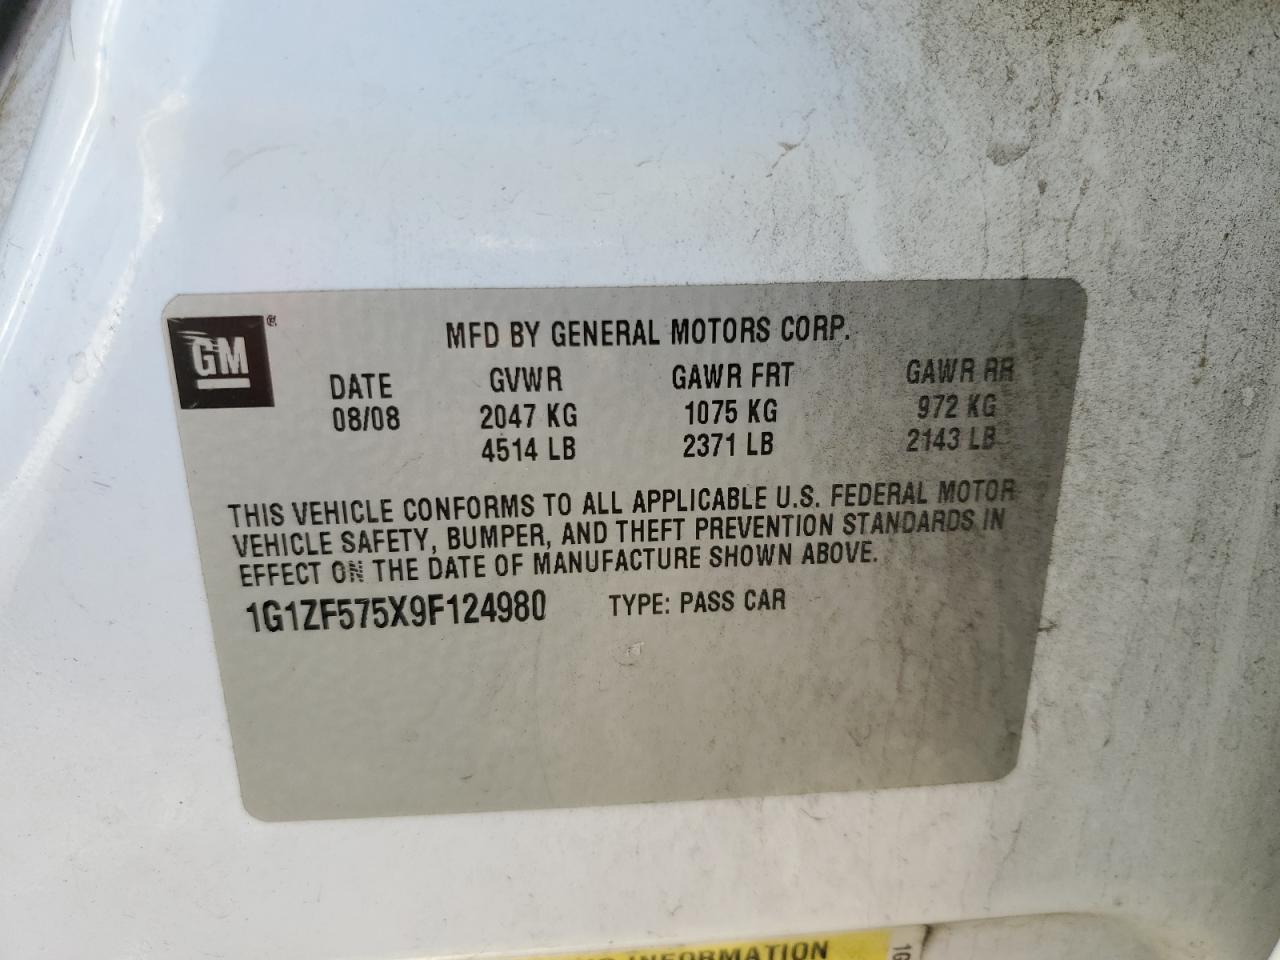 GM ®
MFD BY GENERAL MOTORS CORP.
DATE GVWR GAWR FRT GAWR RR
08/08 2047 KG 1075 KG 972 KG
4514 LB 2371 LB 2143 LB
THIS VEHICLE CONFORMS TO ALL APPLICABLE U.S. FEDERAL MOTOR
VEHICLE SAFETY, BUMPER, AND THEFT PREVENTION STANDARDS IN
EFFECT ON THE DATE OF MANUFACTURE SHOWN ABOVE.
1G1ZF575X9F124980 TYPE: PASS CAR
INFORMATION
1G